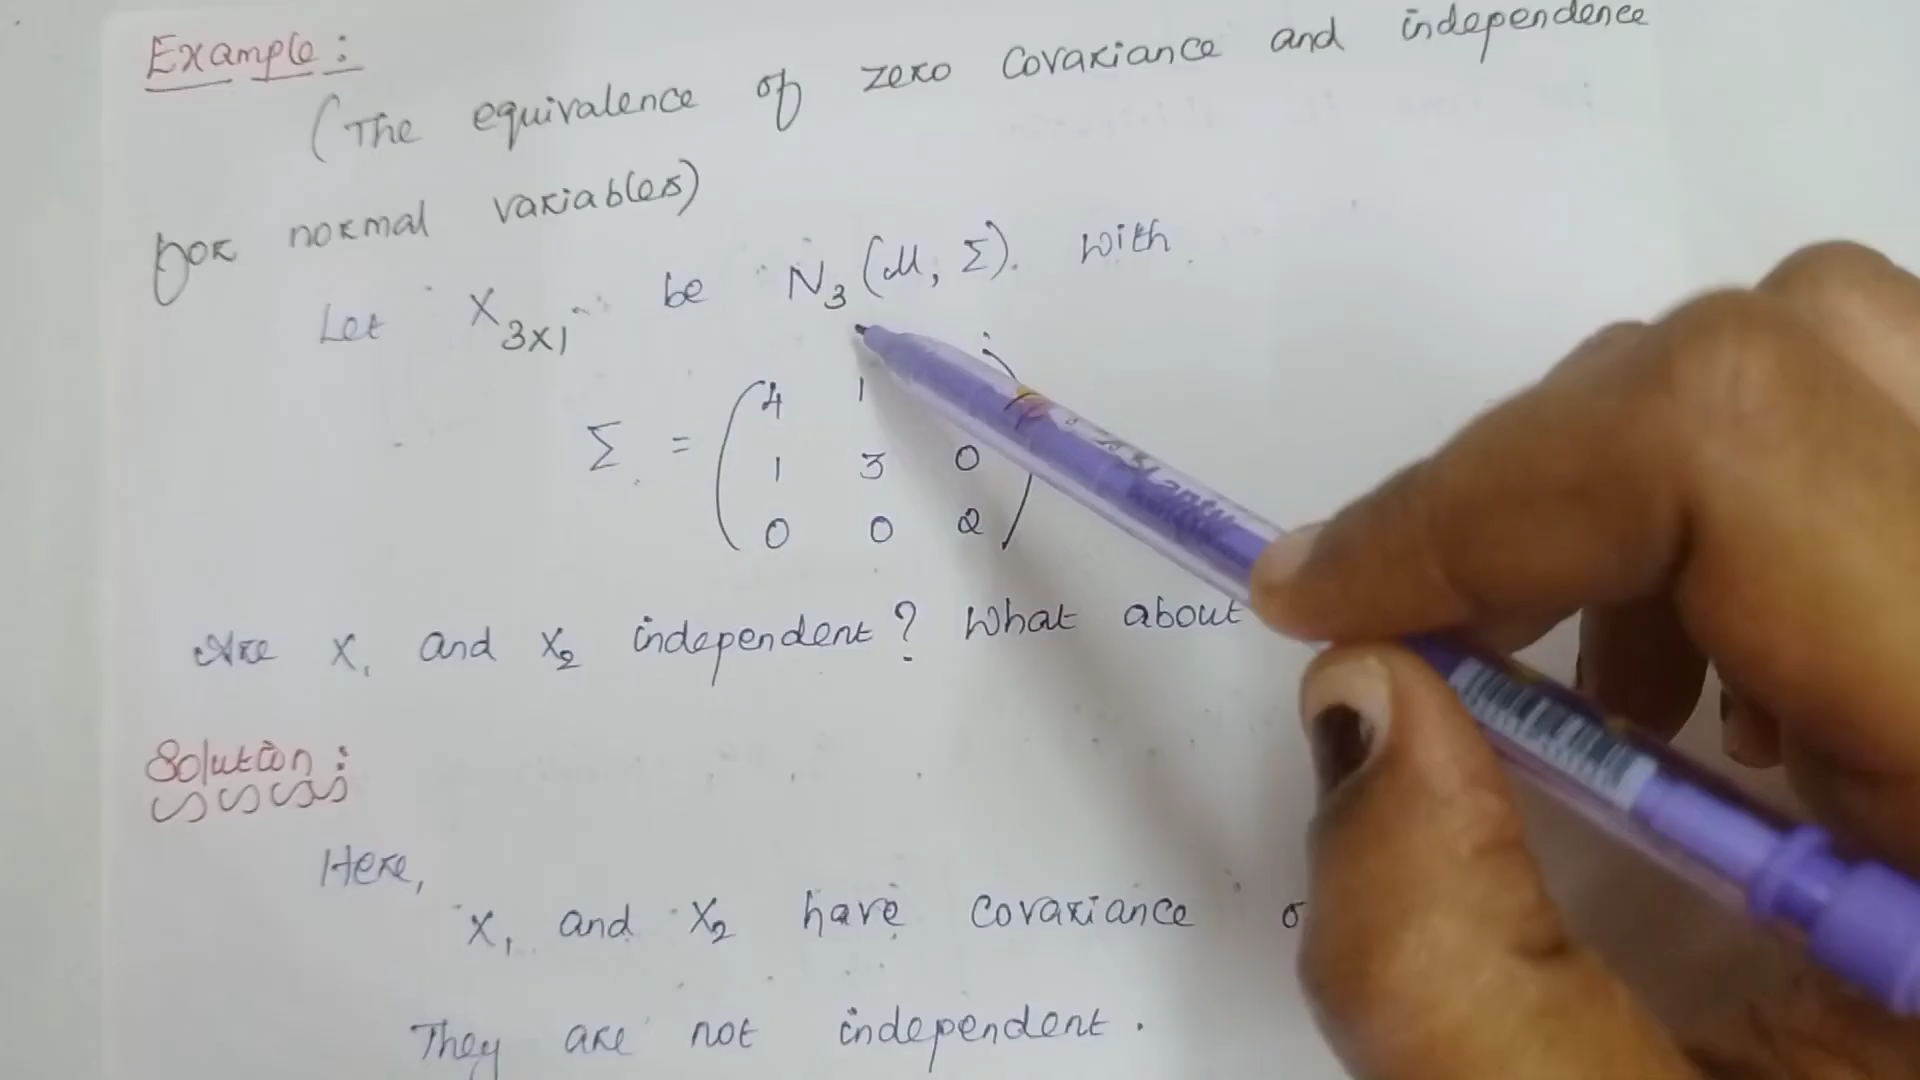 Example:
(The equivalence of zero covariance and independence
for normal variables)
Let X3x1 be N3 (μ, Σ). with
Σ = ( 4 1
1 3 0
0 0 2 )
Are X1 and X2 independent? What about
Solution:
Here,
X1 and X2 have covariance
They are not independent.